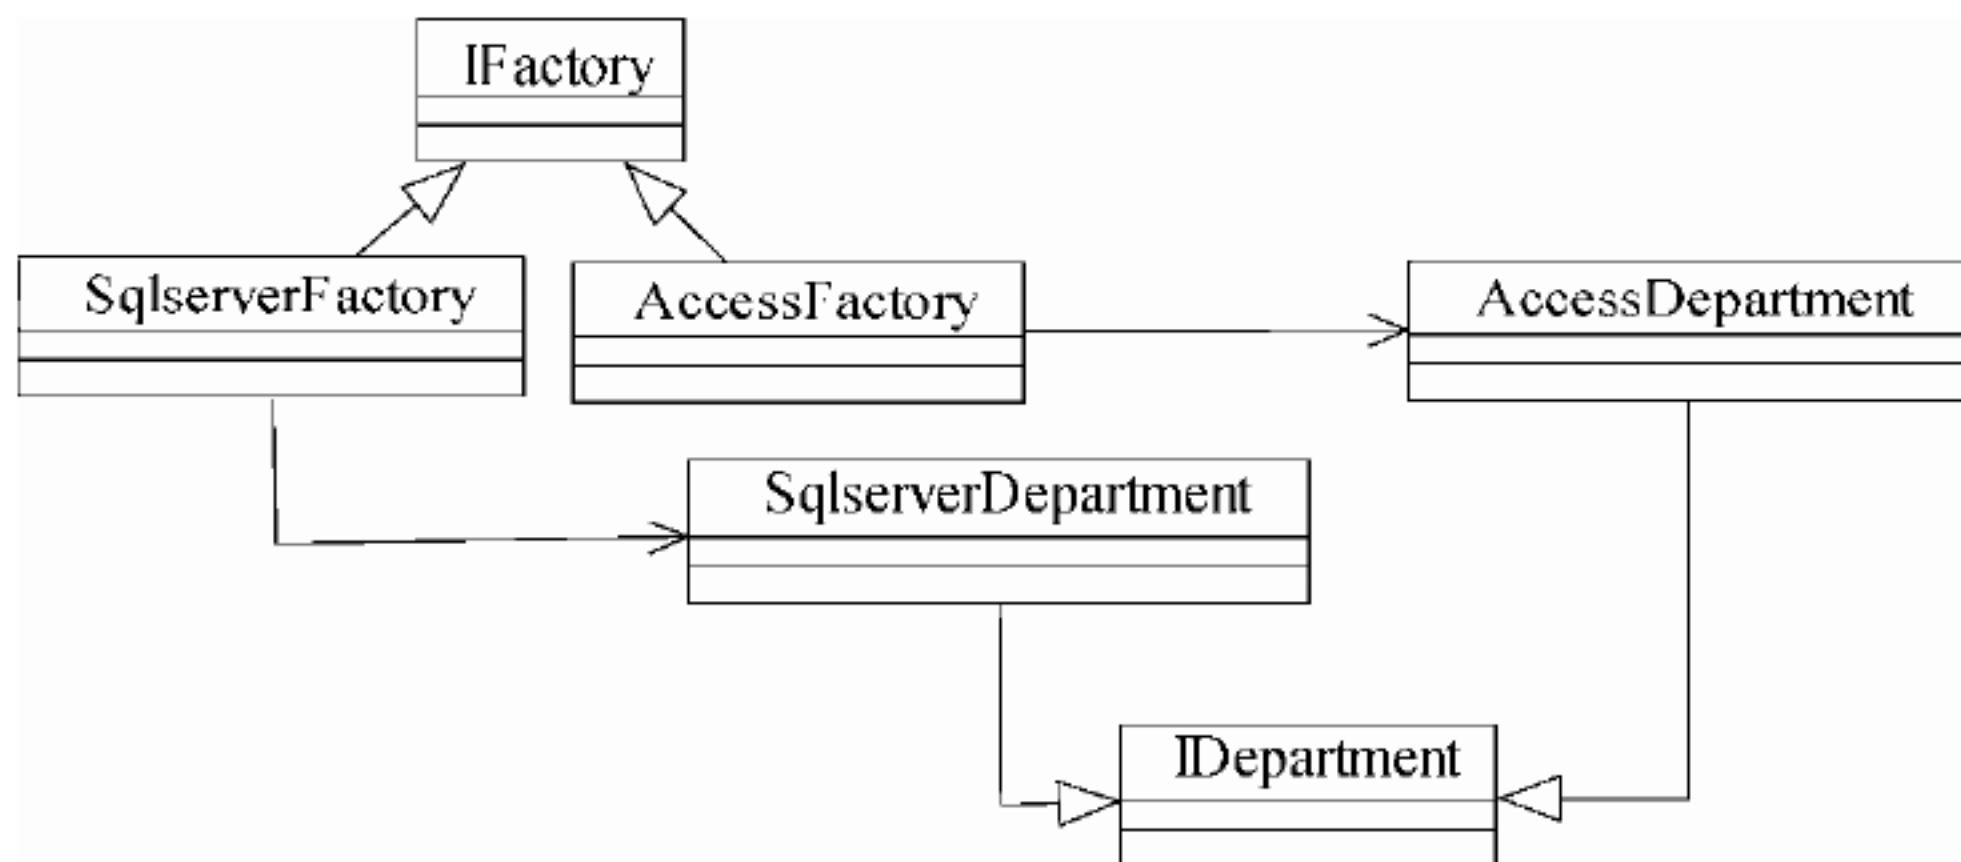 IFactory
SqlserverFactory
AccessFactory
AccessDepartment
SqlserverDepartment
IDepartment